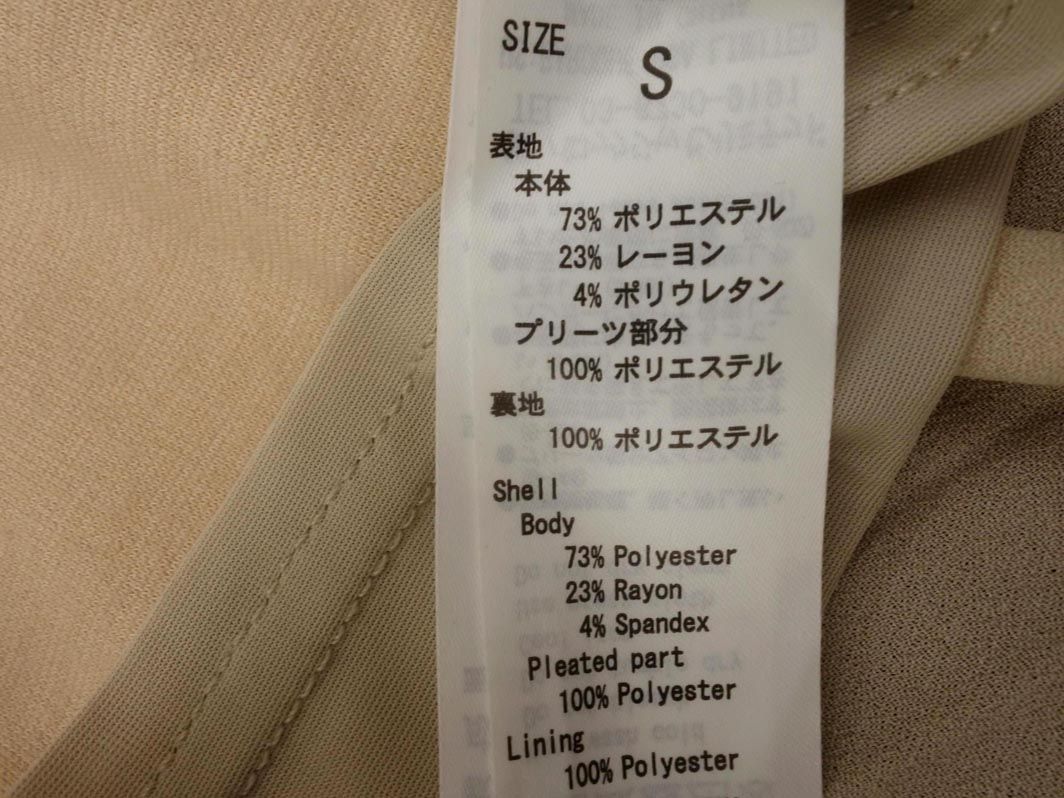 SIZE
S
表地
本体
73% ポリエステル
23% レーヨン
4% ポリウレタン
プリーツ部分
100% ポリエステル
裏地
100% ポリエステル
Shell
Body
73% Polyester
23% Rayon
4% Spandex
Pleated part
100% Polyester
Lining
100% Polyester